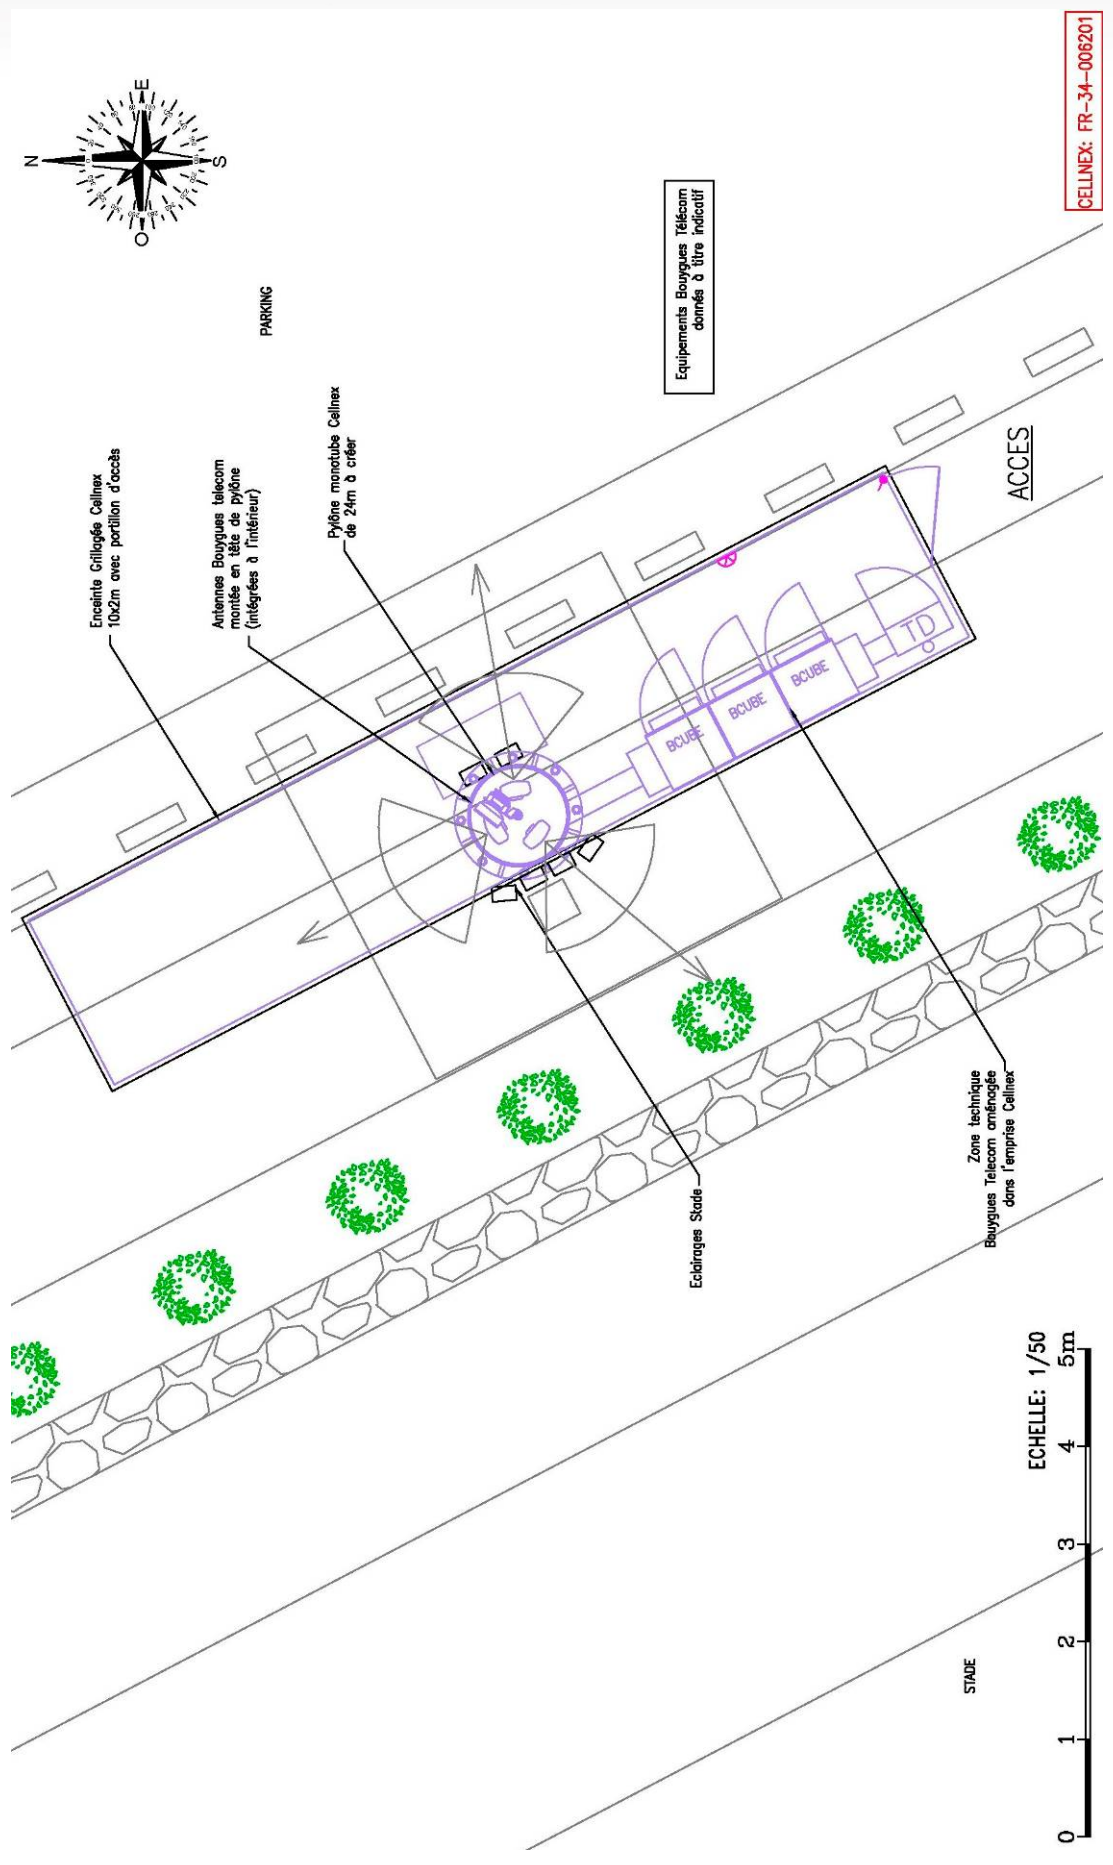 N
E
S
O
CELLNEX: FR-34-006201
PARKING
Enceinte Grillagée Cellnex
10x2m avec portillon d'accès
Antennes Bouygues telecom
montée en tête de pylône
(intégrées à l'intérieur)
Pylône monotube Cellnex
de 24m à créer
Equipements Bouygues Télécom
donnés à titre indicatif
ACCES
BCUBE
BCUBE
BCUBE
TD
Eclairages Stade
Zone technique
Bouygues Telecom aménagée
dans l'emprise Cellnex
STADE
ECHELLE: 1/50
0 1 2 3 4 5m